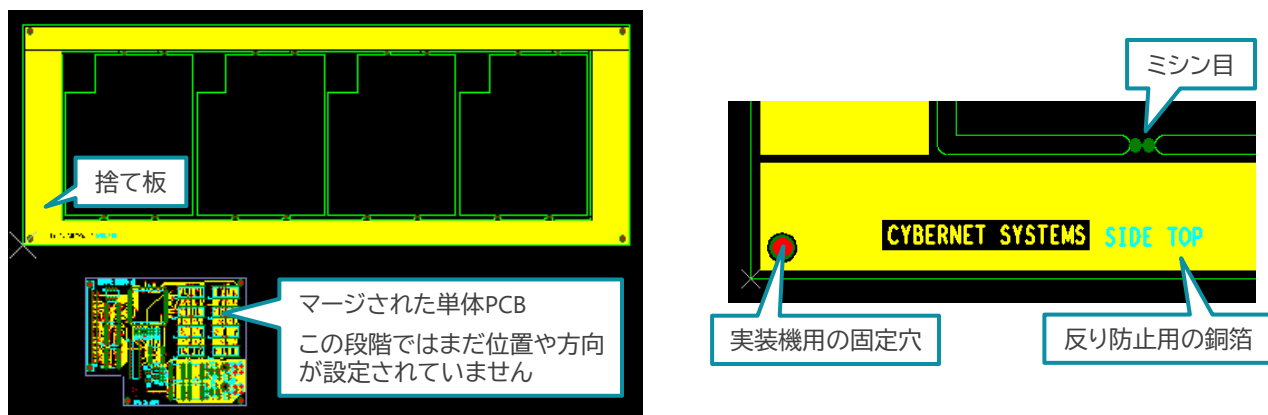 捨て板
マージされた単体PCB
この段階ではまだ位置や方向
が設定されていません
ミシン目
CYBERNET SYSTEMS SIDE TOP
実装機用の固定穴
反り防止用の銅箔